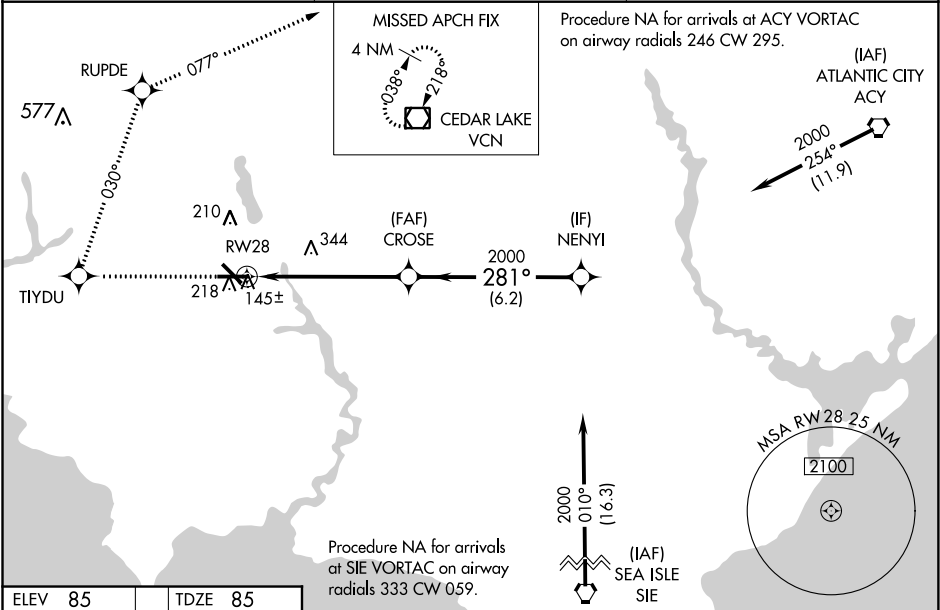 MISSED APCH FIX
4 NM
038°
218°
CEDAR LAKE
VCN
Procedure NA for arrivals at ACY VORTAC
on airway radials 246 CW 295.
(IAF)
ATLANTIC CITY
ACY
2000
254°
(11.9)
RUPDE
077°
577
030°
210
RW28
344
(FAF)
CROSE
(IF)
NENYI
2000
281°
(6.2)
TIYDU
218
145±
MSA RW28 25 NM
2100
2000
010°
(16.3)
(IAF)
SEA ISLE
SIE
Procedure NA for arrivals
at SIE VORTAC on airway
radials 333 CW 059.
ELEV 85
TDZE 85